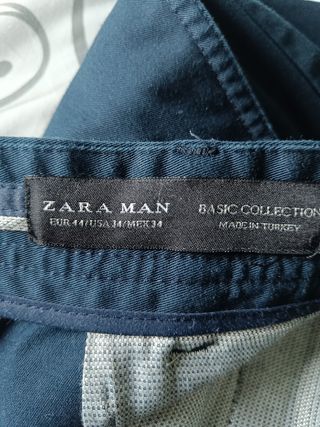 ZARA MAN
EUR 44/USA 34/MEX 34
BASIC COLLECTION
MADE IN TURKEY